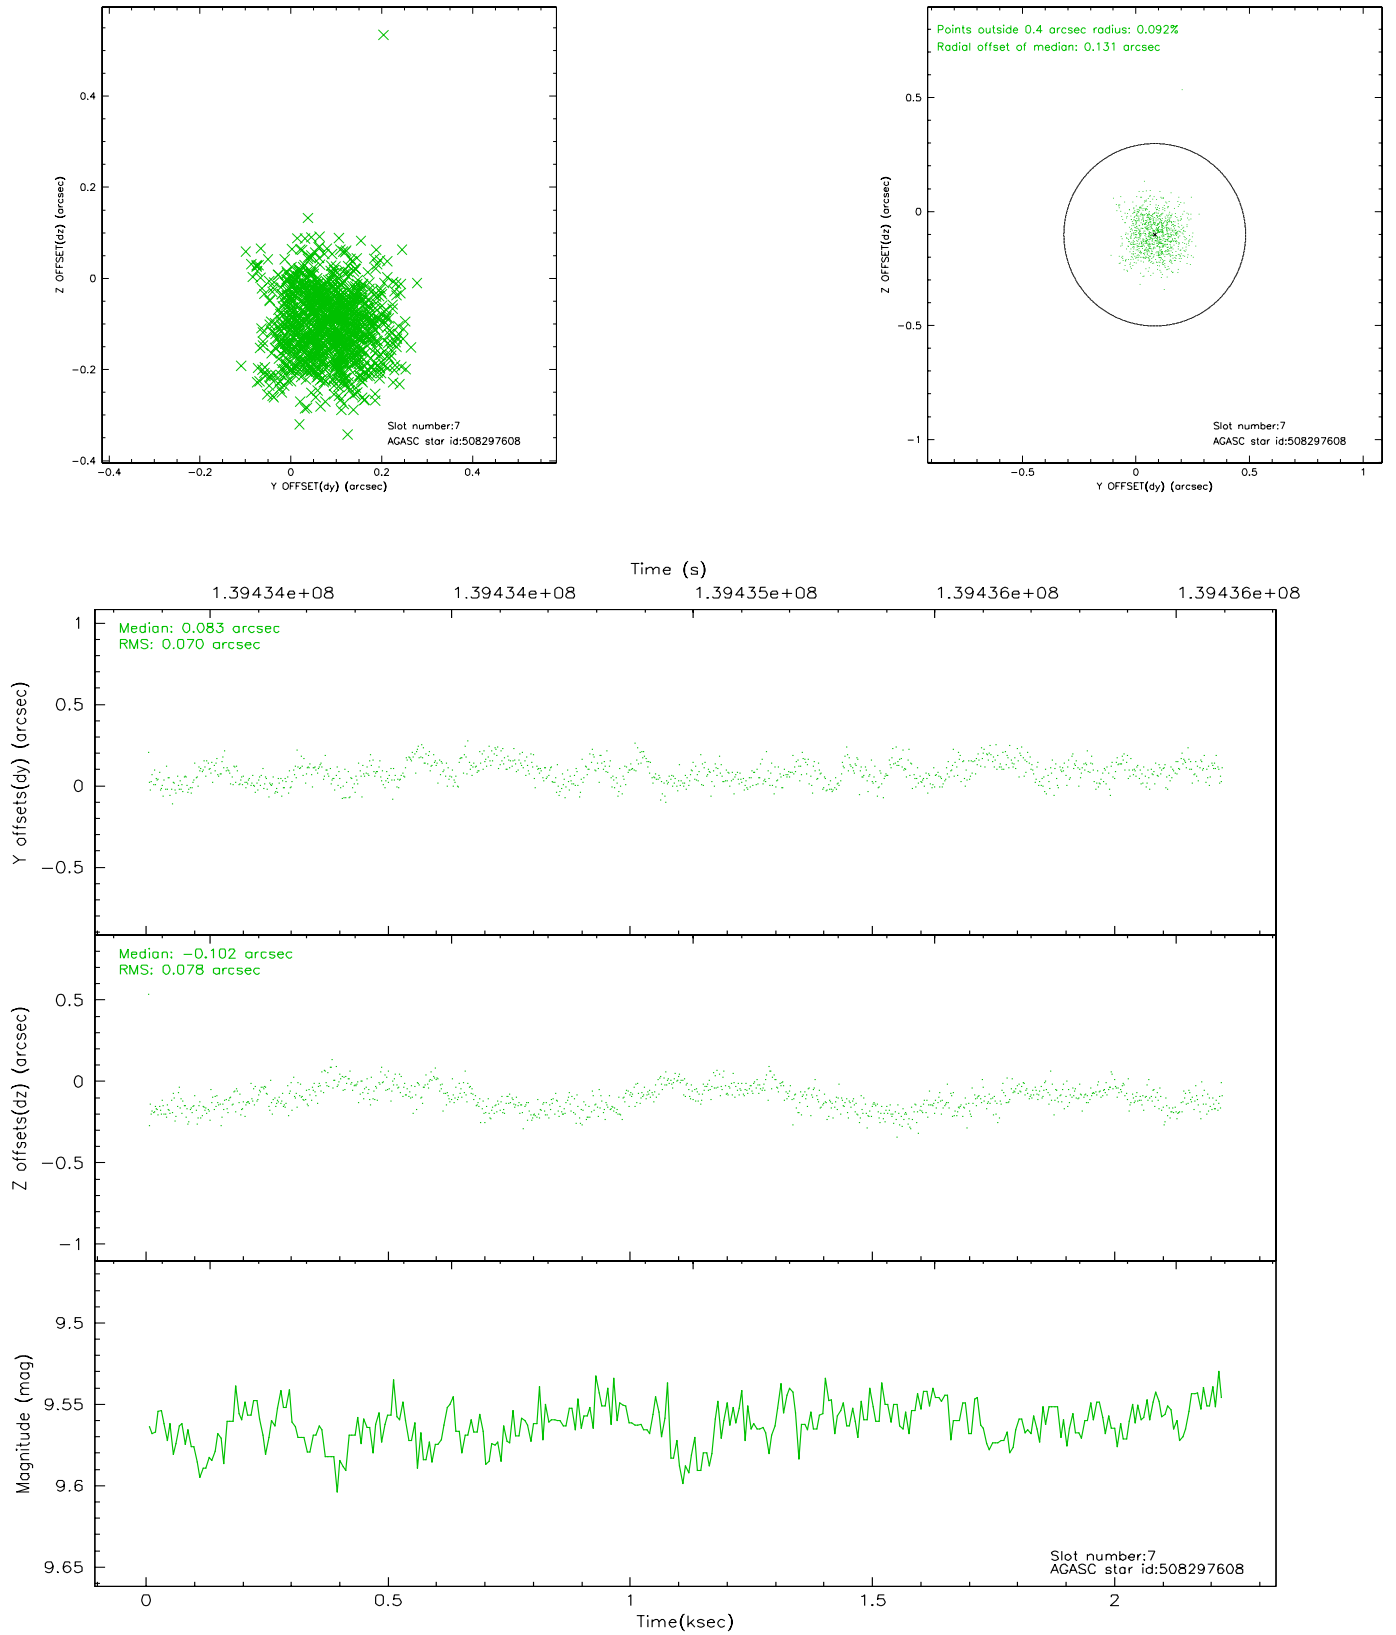 0.4
0.2
0
−0.2
−0.4
Z OFFSET(dz) (arcsec)
Slot number:7
AGASC star id:508297608
−0.4
−0.2
0
0.2
0.4
Y OFFSET(dy) (arcsec)
Points outside 0.4 arcsec radius: 0.092%
Radial offset of median: 0.131 arcsec
0.5
0
−0.5
−1
Z OFFSET(dz) (arcsec)
Slot number:7
AGASC star id:508297608
−0.5
0
0.5
1
Y OFFSET(dy) (arcsec)
Time (s)
1.39434e+08
1.39434e+08
1.39435e+08
1.39436e+08
1.39436e+08
Median: 0.083 arcsec
RMS: 0.070 arcsec
1
0.5
0
−0.5
Y offsets(dy) (arcsec)
Median: −0.102 arcsec
RMS: 0.078 arcsec
0.5
0
−0.5
−1
Z offsets(dz) (arcsec)
9.5
9.55
9.6
9.65
Magnitude (mag)
Slot number:7
AGASC star id:508297608
0
0.5
1
1.5
2
Time(ksec)